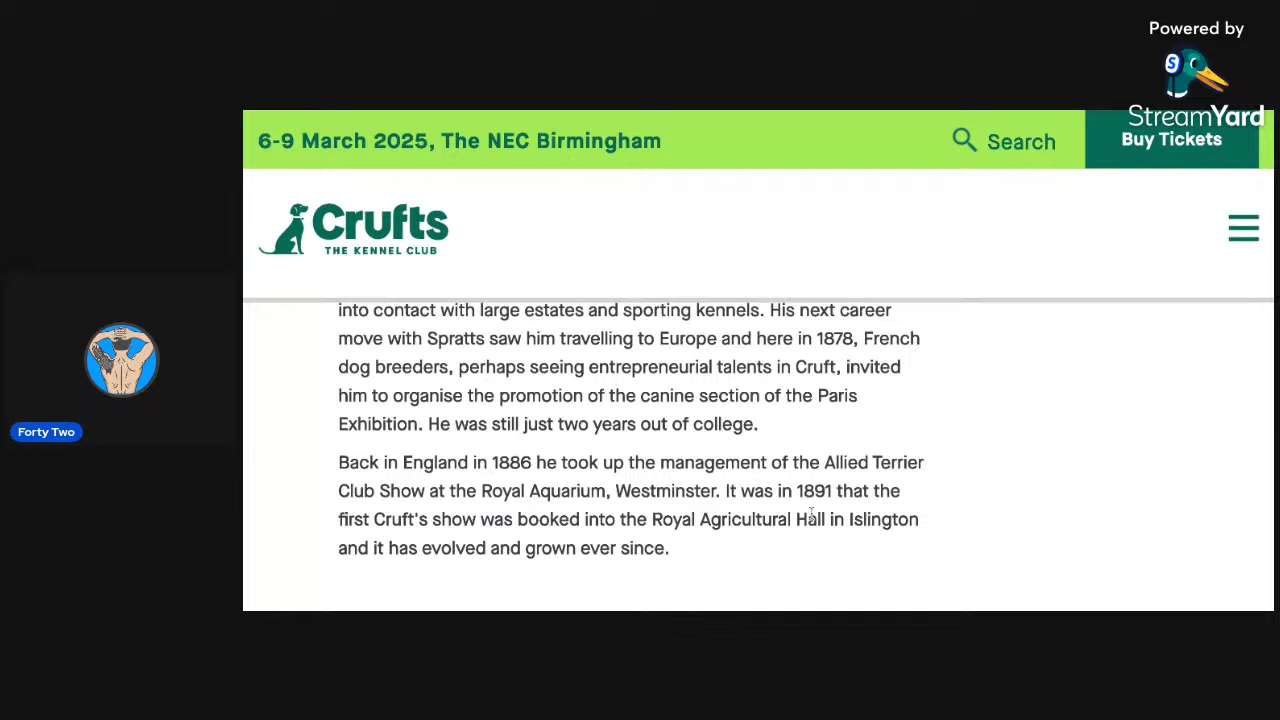 Powered by
S
StreamYard
6-9 March 2025, The NEC Birmingham
Search
Buy Tickets
Crufts
THE KENNEL CLUB
into contact with large estates and sporting kennels. His next career
move with Spratts saw him travelling to Europe and here in 1878, French
dog breeders, perhaps seeing entrepreneurial talents in Cruft, invited
him to organise the promotion of the canine section of the Paris
Exhibition. He was still just two years out of college.
Back in England in 1886 he took up the management of the Allied Terrier
Club Show at the Royal Aquarium, Westminster. It was in 1891 that the
first Cruft's show was booked into the Royal Agricultural Hall in Islington
and it has evolved and grown ever since.
Forty Two